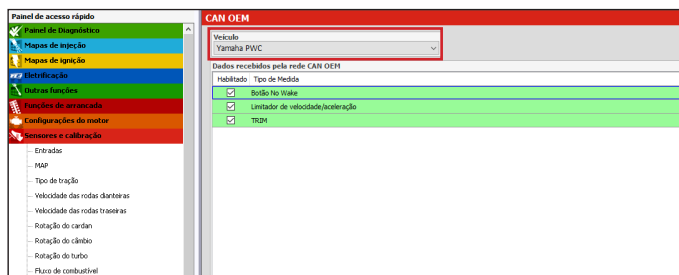 Painel de acesso rápido
Painel de Diagnóstico
Mapas de injeção
Mapas de ignição
Eletrificação
Outras funções
Funções de arrancada
Configurações do motor
Sensores e calibração
Entradas
MAP
Tipo de tração
Velocidade das rodas dianteiras
Velocidade das rodas traseiras
Rotação do cardan
Rotação do câmbio
Rotação do turbo
Fluxo de combustível
CAN OEM
Veículo
Yamaha PWC
Dados recebidos pela rede CAN OEM
Habilitado Tipo de Medida
Botão No Wake
Limitador de velocidade/aceleração
TRIM